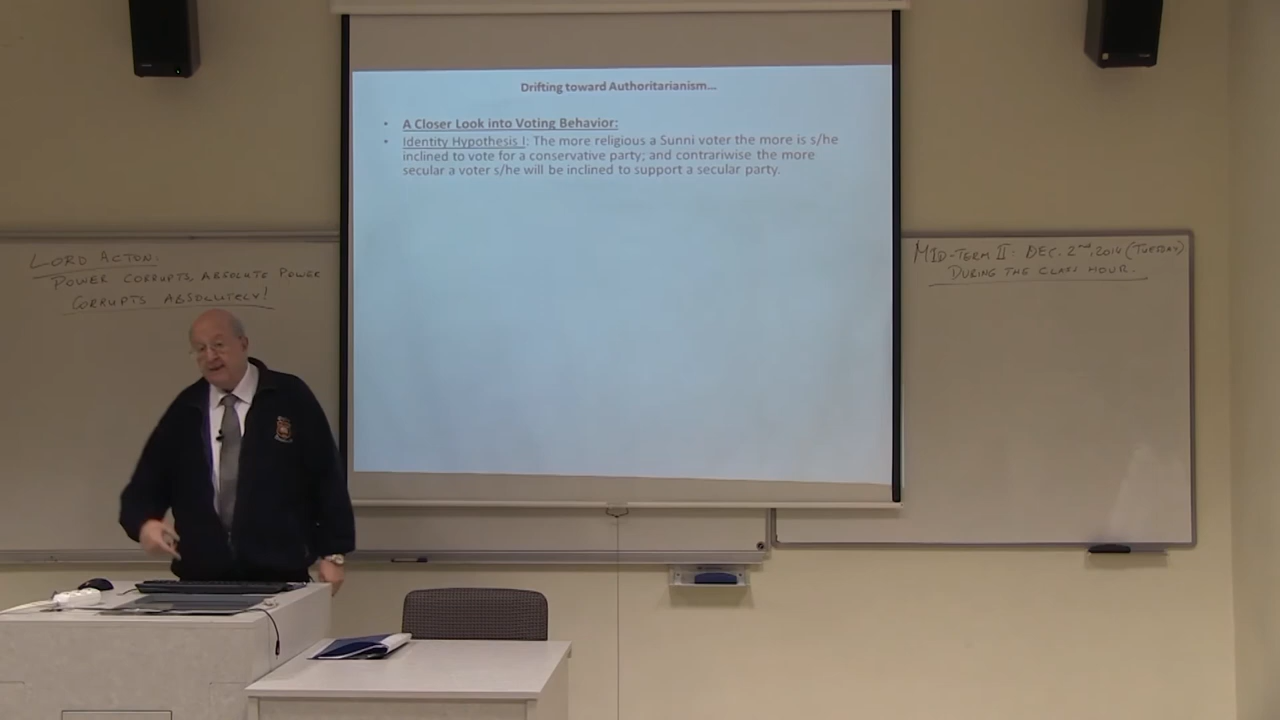 Drifting toward Authoritarianism...
• A Closer Look into Voting Behavior:
• Identity Hypothesis I: The more religious a Sunni voter the more is s/he
inclined to vote for a conservative party; and contrariwise the more
secular a voter s/he will be inclined to support a secular party.
LORD ACTON:
POWER CORRUPTS, ABSOLUTE POWER
CORRUPTS ABSOLUTELY!
MID-TERM II: DEC. 2nd, 2014 (TUESDAY)
DURING THE CLASS HOUR.